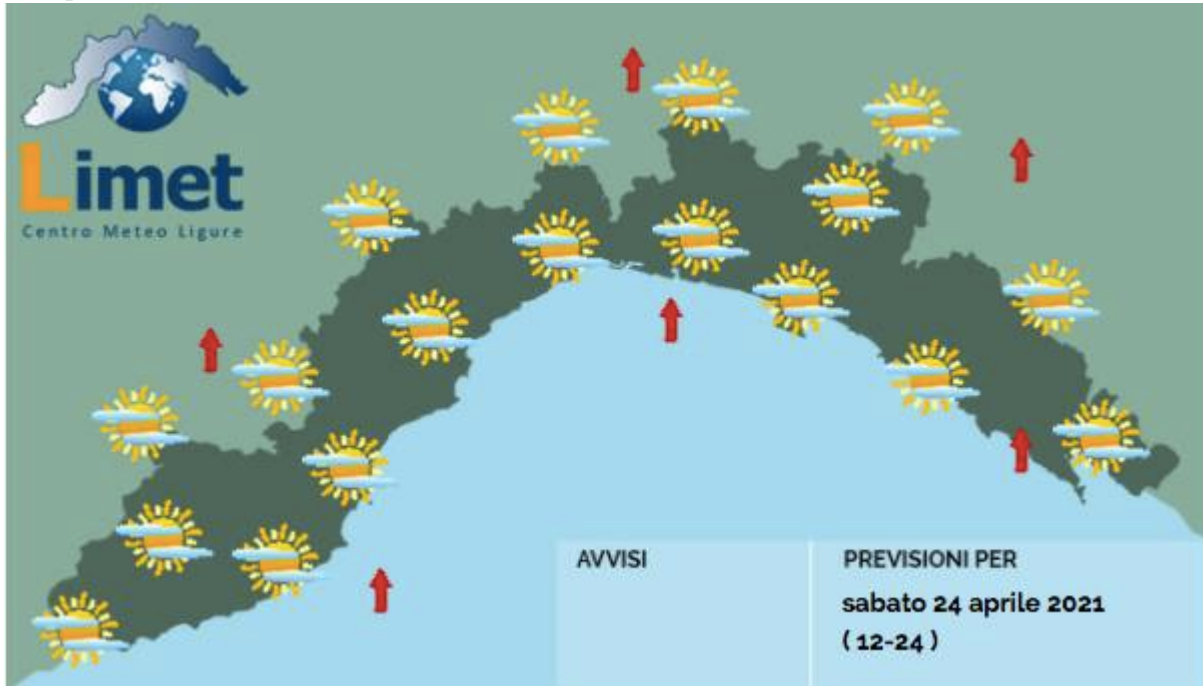 Limet
Centro Meteo Ligure
AVVISI
PREVISIONI PER
sabato 24 aprile 2021
( 12-24 )